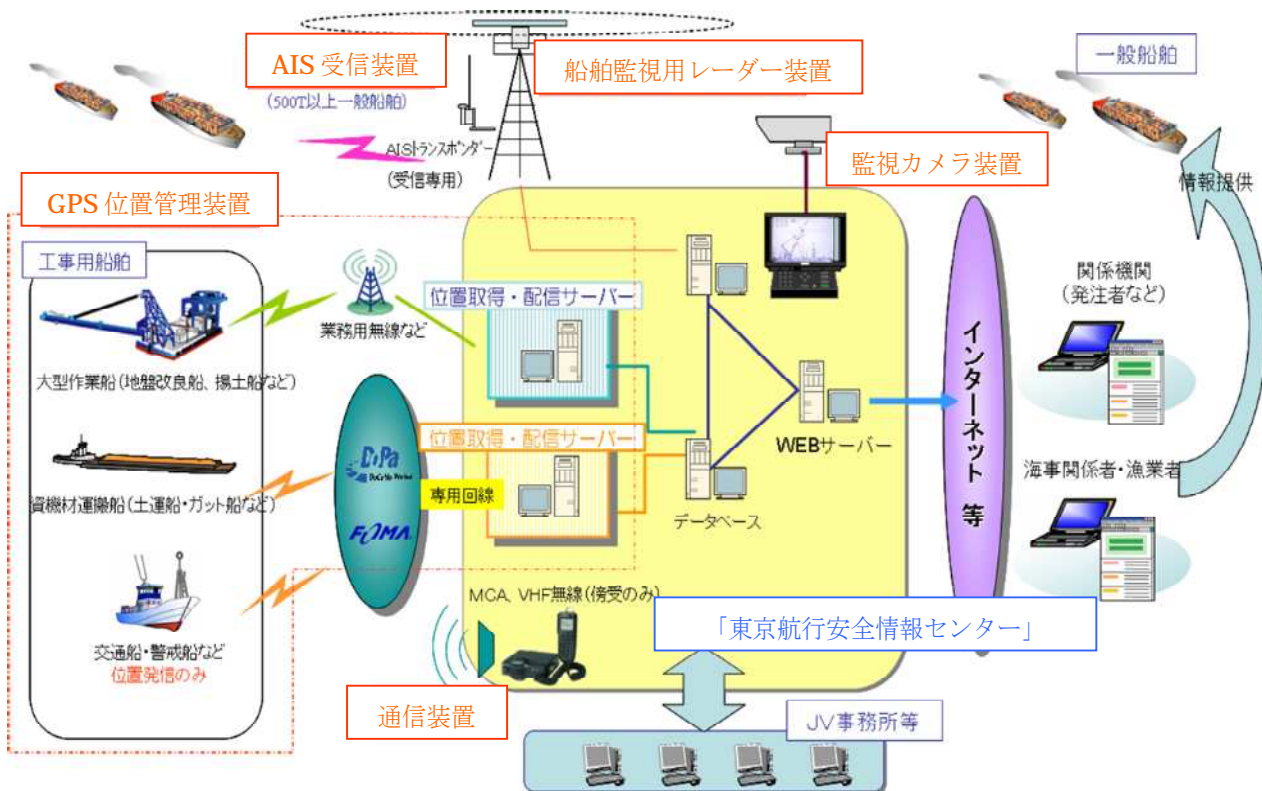 AIS 受信装置
(500T以上一般船舶)
船舶監視用レーダー装置
一般船舶
AISトランスポンダー
(受信専用)
監視カメラ装置
情報提供
GPS 位置管理装置
工事用船舶
業務用無線など
位置取得・配信サーバー
関係機関
(発注者など)
大型作業船(地盤改良船、揚土船など)
インターネット 等
WEBサーバー
位置取得・配信サーバー
DoPa
DoCoMo Packet
専用回線
FOMA
データベース
海事関係者・漁業者
資機材運搬船(土運船・ガット船など)
MCA、VHF無線(傍受のみ)
「東京航行安全情報センター」
交通船・警戒船など
位置発信のみ
通信装置
JV事務所等